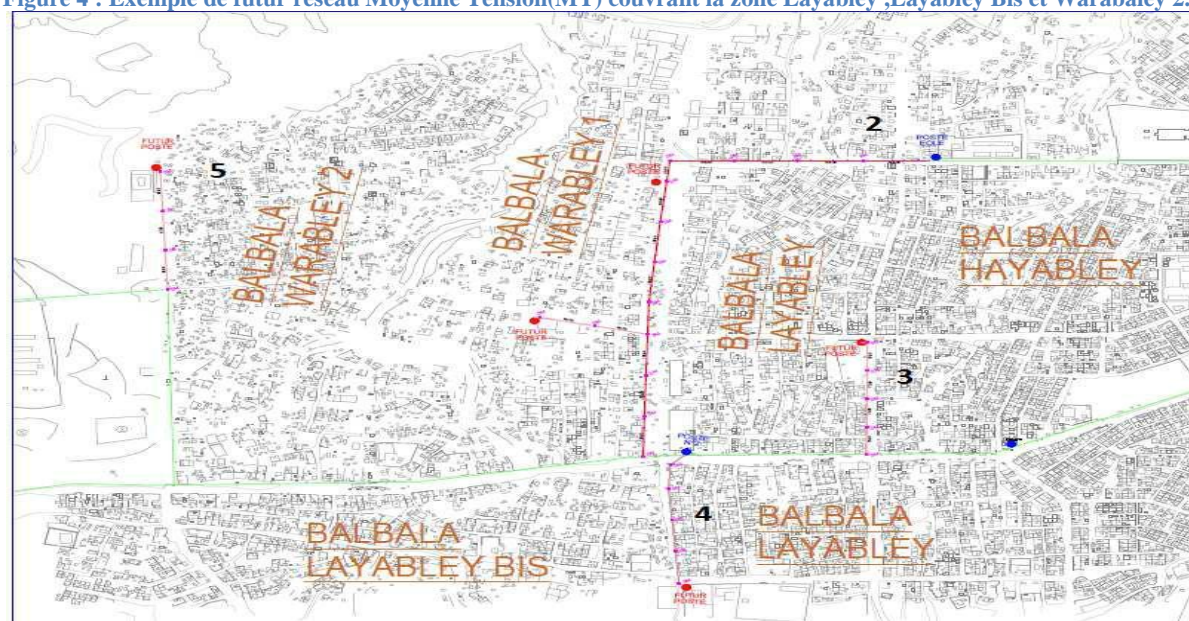 Figure 4 : Exemple de futur réseau Moyenne Tension(MT) couvrant la zone Layabley ,Layabley Bis et Warabaley 2.
2
POSTE
EOLE
FUTUR
POSTE
5
FUTUR
POSTE
BALBALA
WARABLEY 1
BALBALA
WARABLEY 2
BALBALA
HAYABLEY
BALBALA
LAYABLEY
FUTUR
POSTE
FUTUR
POSTE
3
4
BALBALA
LAYABLEY
BALBALA
LAYABLEY BIS
FUTUR
POSTE